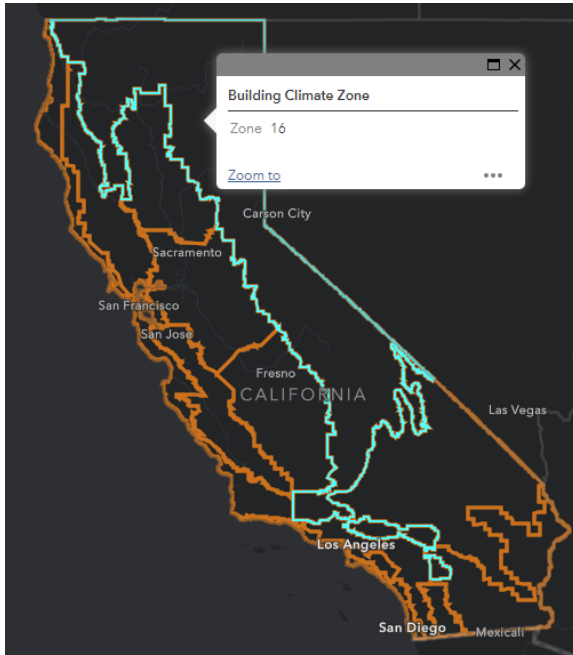 Building Climate Zone
Zone 16
Zoom to
Carson City
Sacramento
San Francisco
San Jose
Fresno
CALIFORNIA
Las Vegas
Los Angeles
San Diego
Mexicali